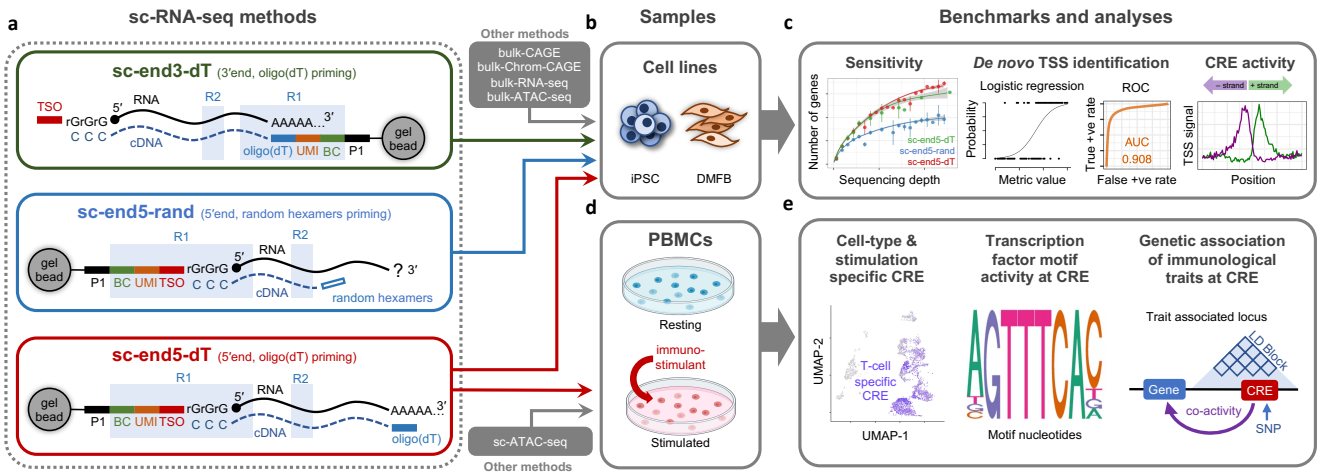 a
sc-RNA-seq methods
sc-end3-dT (3′end, oligo(dT) priming)
R2
R1
TSO
5′
RNA
3′
rGrGrG
AAAAA...
C C C
cDNA
oligo(dT)
UMI
BC
P1
gel
bead
sc-end5-rand (5′end, random hexamers priming)
R1
5′
RNA
R2
gel
bead
rGrGrG
? 3′
P1
BC
UMI
TSO
C C C
cDNA
random hexamers
sc-end5-dT (5′end, oligo(dT) priming)
R1
5′
RNA
R2
gel
bead
rGrGrG
AAAAA...
3′
P1
BC
UMI
TSO
C C C
cDNA
oligo(dT)
Other methods
bulk-CAGE
bulk-Chrom-CAGE
bulk-RNA-seq
bulk-ATAC-seq
sc-ATAC-seq
Other methods
b
Samples
Cell lines
iPSC
DMFB
d
PBMCs
Resting
immuno-
stimulant
Stimulated
c
Benchmarks and analyses
Sensitivity
Number of genes
sc-end5-dT
sc-end5-rand
sc-end5-dT
Sequencing depth
De novo TSS identification
Logistic regression
Probability
Metric value
ROC
True +ve rate
AUC
0.908
False +ve rate
CRE activity
– strand
+ strand
TSS signal
Position
e
Cell-type &
stimulation
specific CRE
UMAP-2
T-cell
specific
CRE
UMAP-1
Transcription
factor motif
activity at CRE
AGTTTCAC
T
C
G
T
G
A
Motif nucleotides
Genetic association
of immunological
traits at CRE
Trait associated locus
LD Block
Gene
CRE
co-activity
SNP